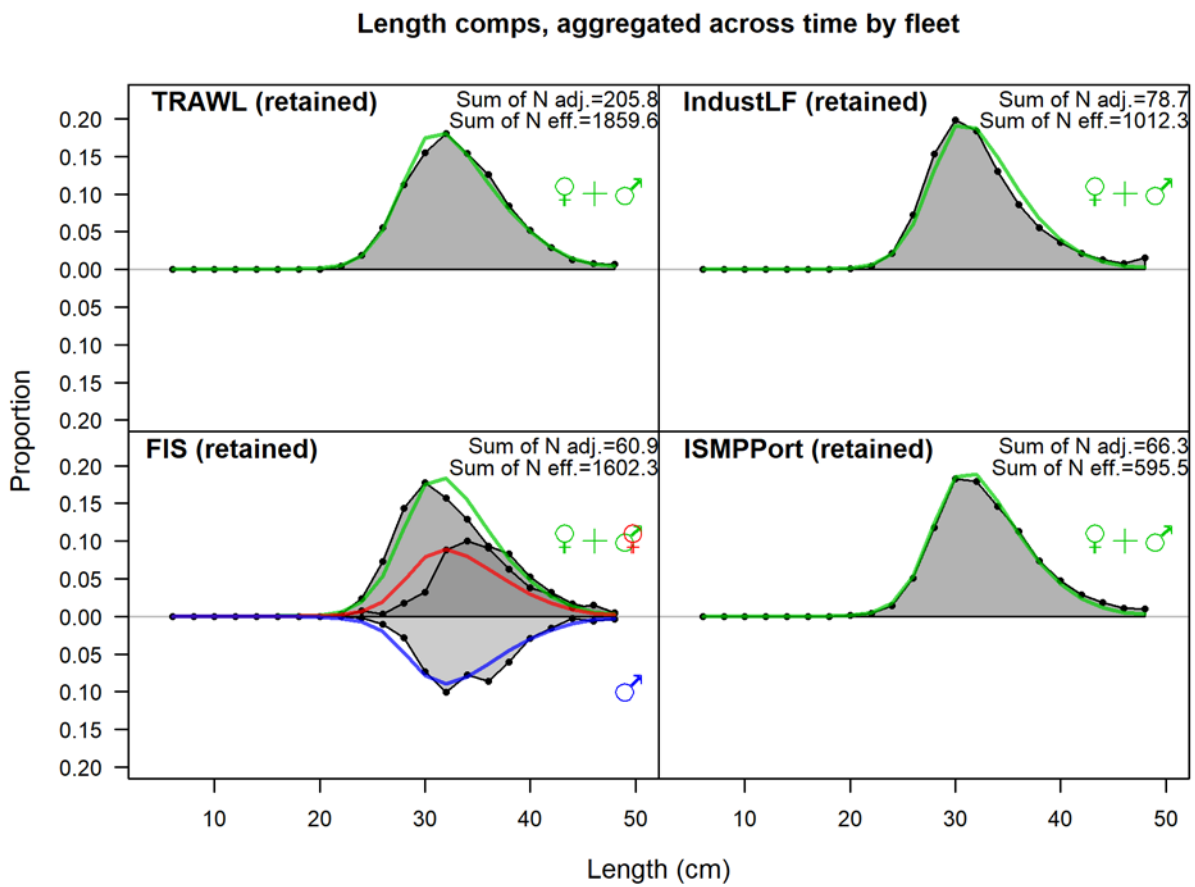 Length comps, aggregated across time by fleet
TRAWL (retained)
Sum of N adj.=205.8
Sum of N eff.=1859.6
IndustLF (retained)
Sum of N adj.=78.7
Sum of N eff.=1012.3
♀+♂
♀+♂
0.20
0.15
0.10
0.05
0.00
0.05
0.10
0.15
0.20
FIS (retained)
Sum of N adj.=60.9
Sum of N eff.=1602.3
ISMPPort (retained)
Sum of N adj.=66.3
Sum of N eff.=595.5
♀+♂
♀
♀+♂
♂
0.20
0.15
0.10
0.05
0.00
0.05
0.10
0.15
0.20
Proportion
10 20 30 40 50
10 20 30 40 50
Length (cm)